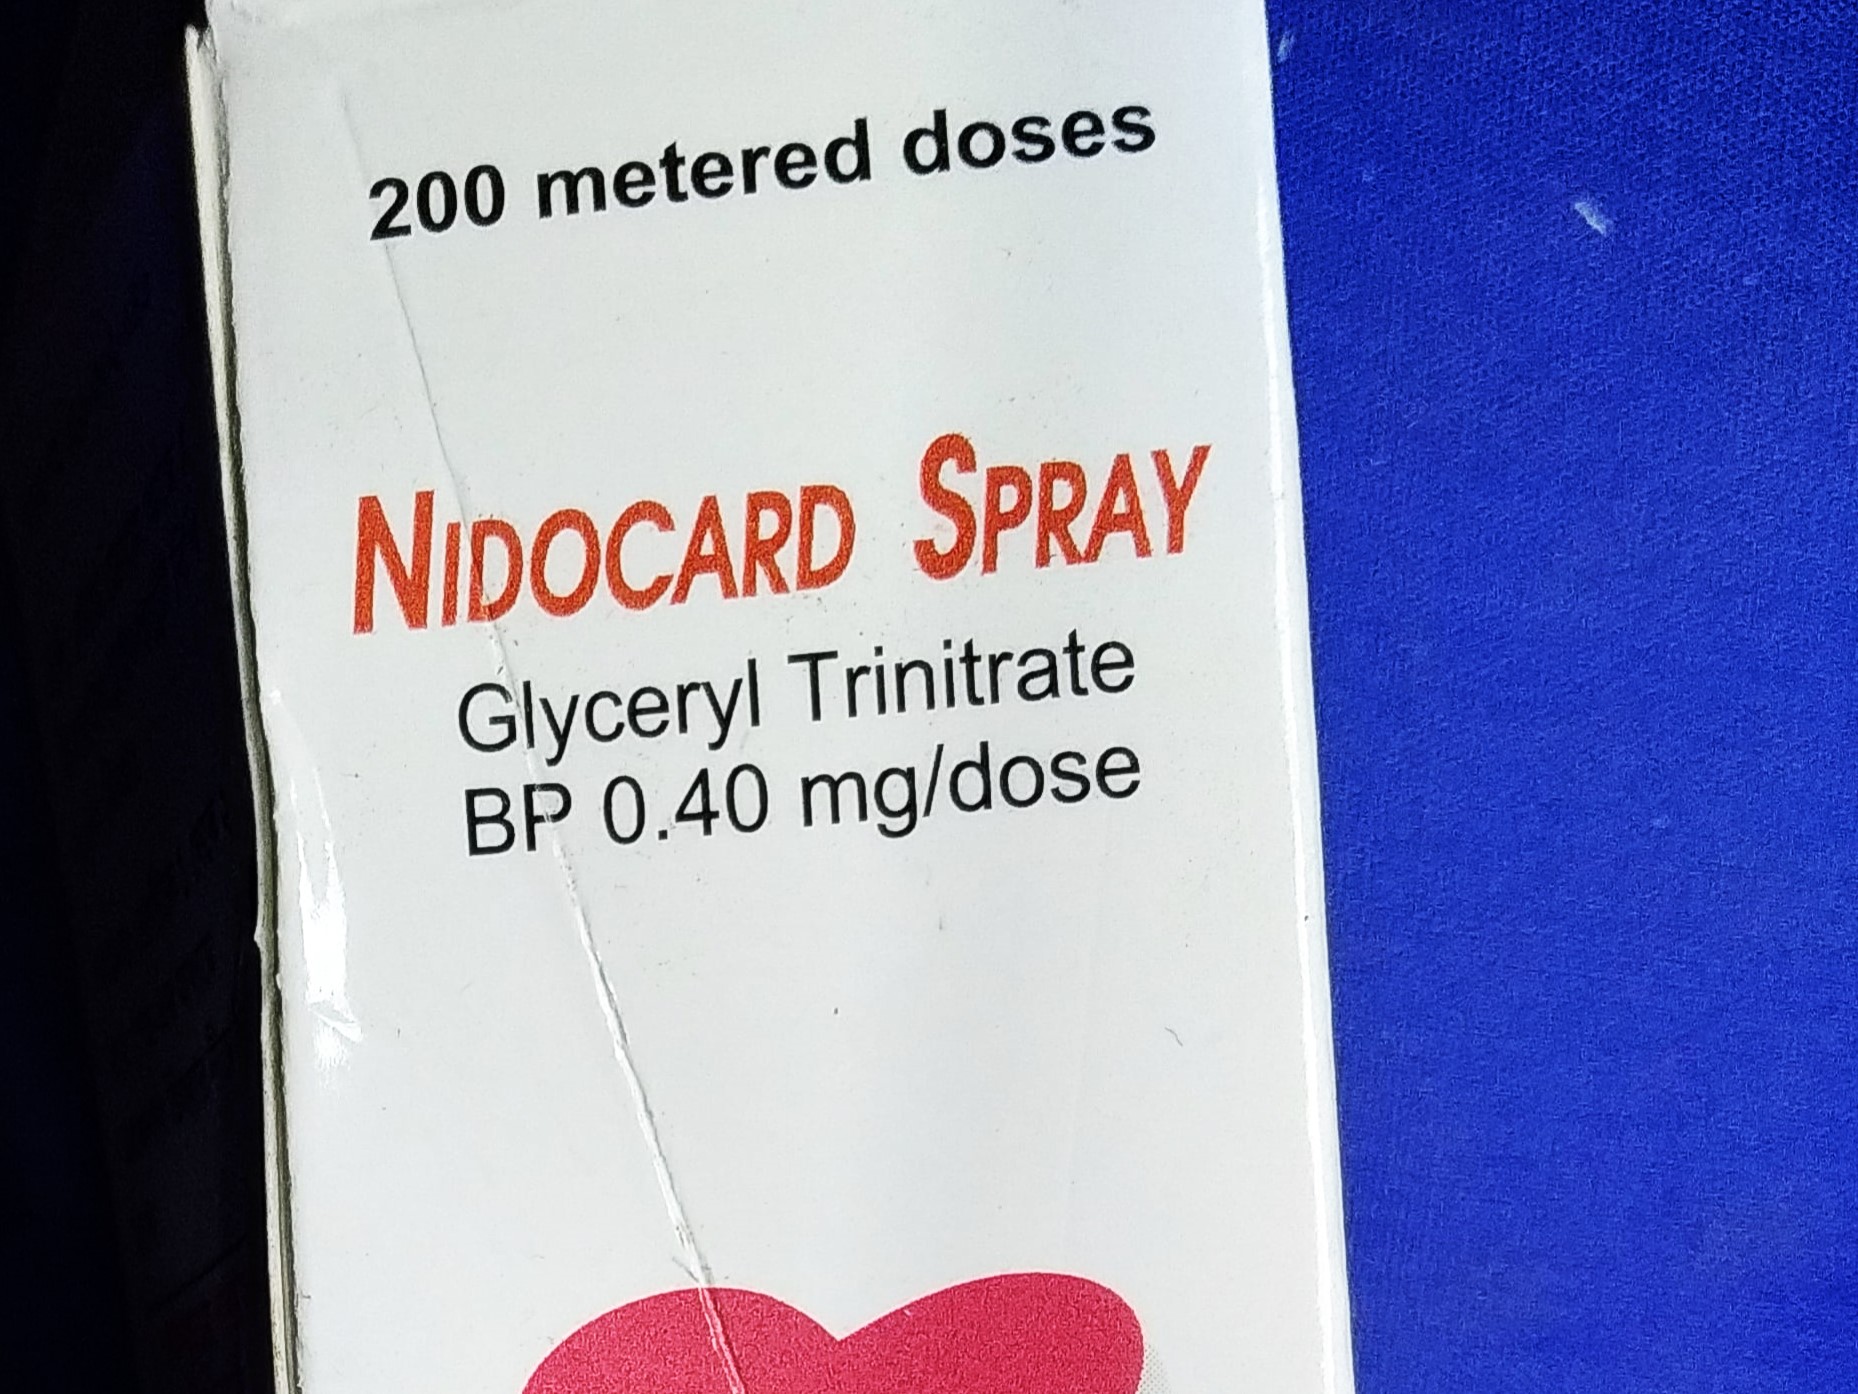 200 metered doses
NIDOCARD SPRAY
Glyceryl Trinitrate
BP 0.40 mg/dose